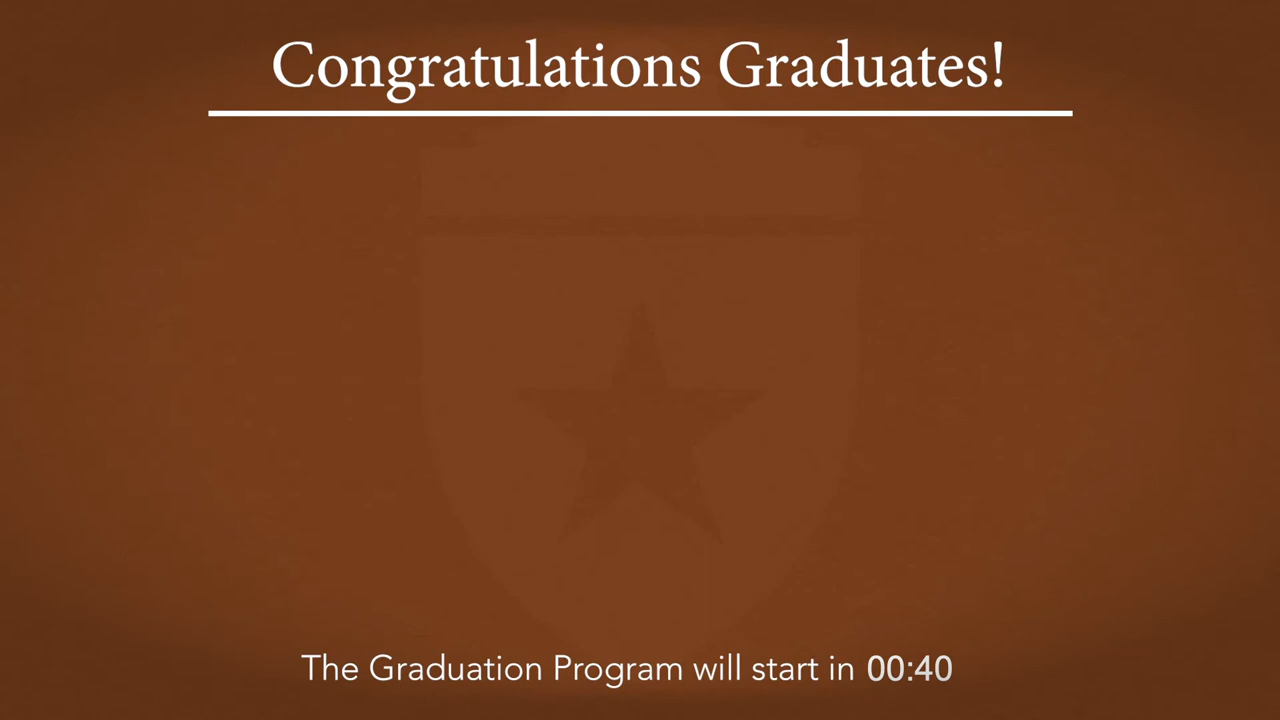 Congratulations Graduates!
The Graduation Program will start in 00:40